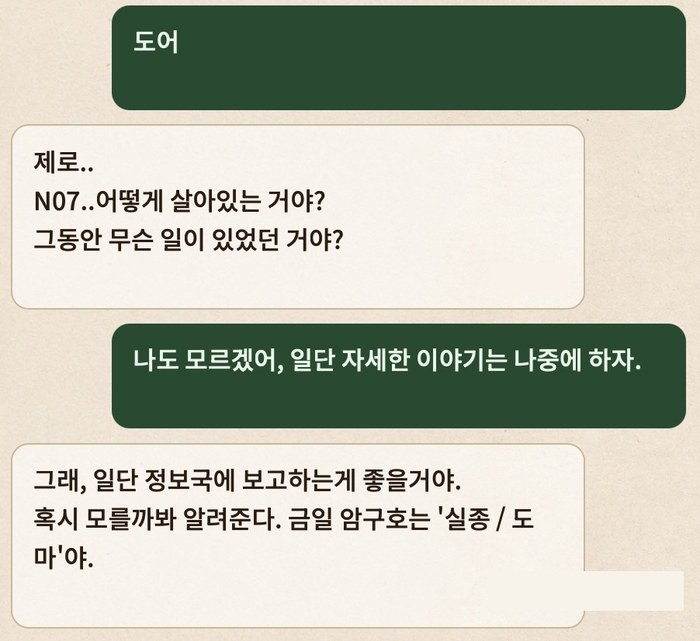 도어
제로..
N07..어떻게 살아있는 거야?
그동안 무슨 일이 있었던 거야?
나도 모르겠어, 일단 자세한 이야기는 나중에 하자.
그래, 일단 정보국에 보고하는게 좋을거야.
혹시 모를까봐 알려준다. 금일 암구호는 '실종 / 도
마'야.